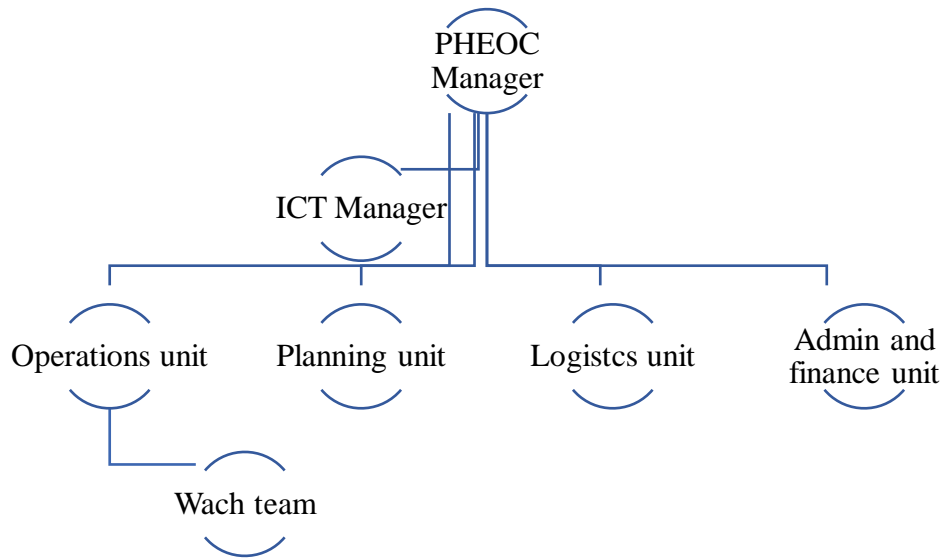 PHEOC
Manager
ICT Manager
Operations unit
Planning unit
Logistcs unit
Admin and
finance unit
Wach team